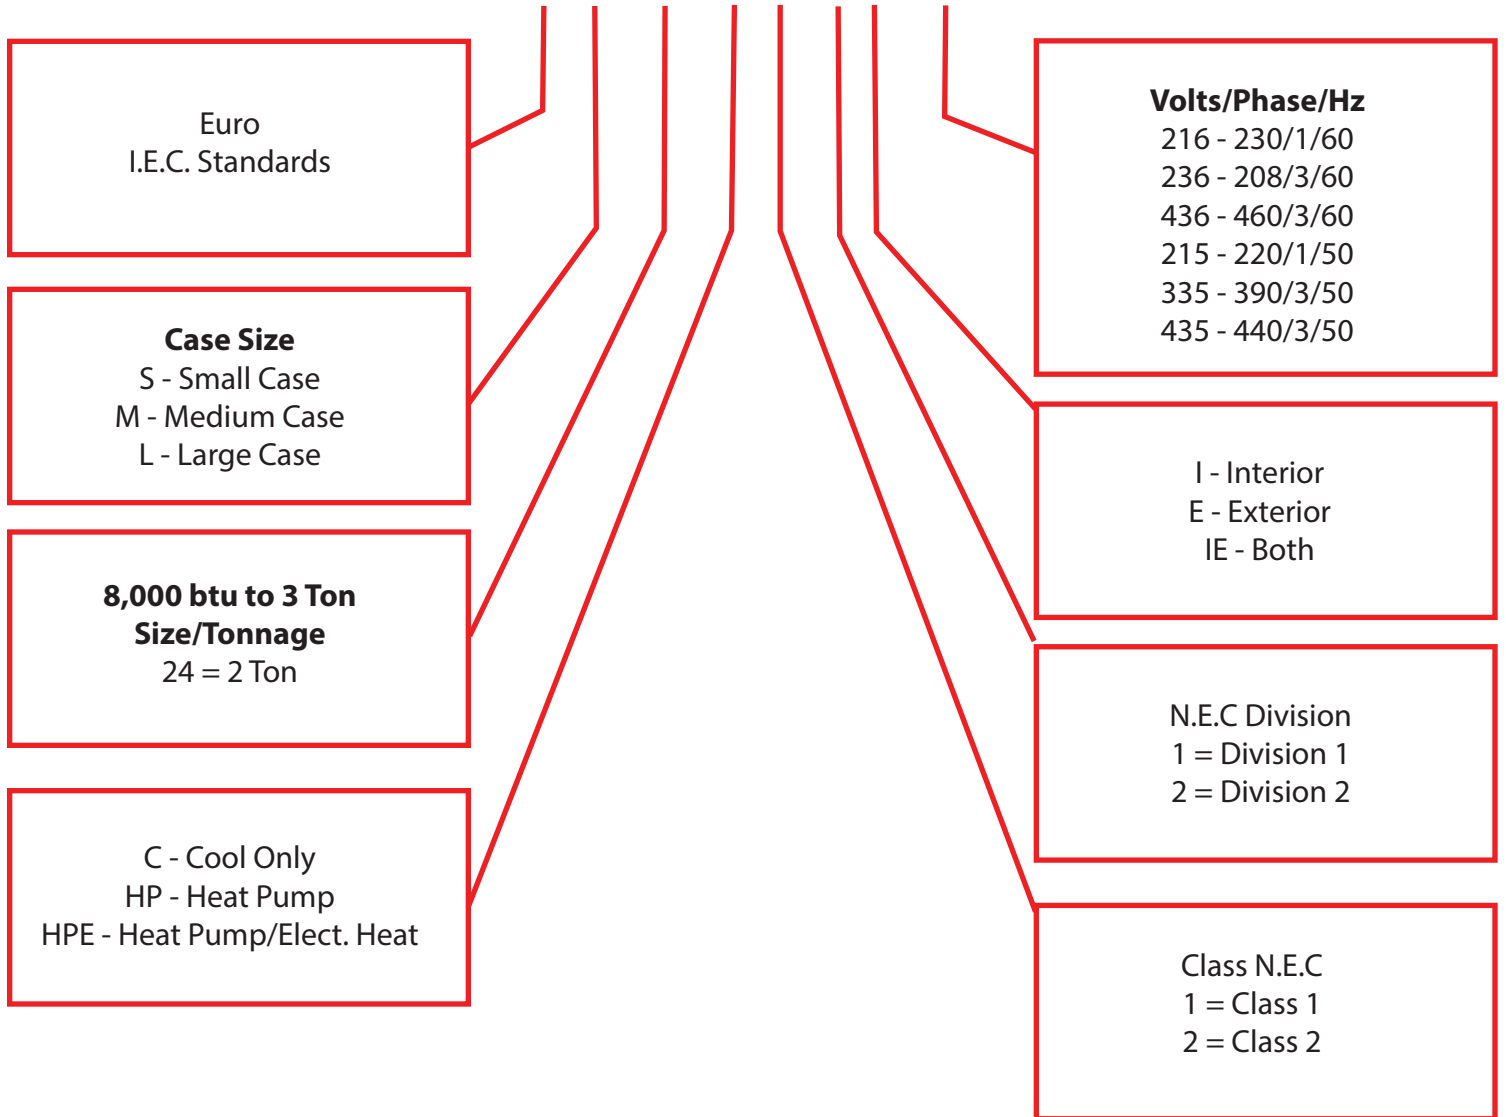 Euro
I.E.C. Standards
Case Size
S - Small Case
M - Medium Case
L - Large Case
8,000 btu to 3 Ton
Size/Tonnage
24 = 2 Ton
C - Cool Only
HP - Heat Pump
HPE - Heat Pump/Elect. Heat
Volts/Phase/Hz
216 - 230/1/60
236 - 208/3/60
436 - 460/3/60
215 - 220/1/50
335 - 390/3/50
435 - 440/3/50
I - Interior
E - Exterior
IE - Both
N.E.C Division
1 = Division 1
2 = Division 2
Class N.E.C
1 = Class 1
2 = Class 2